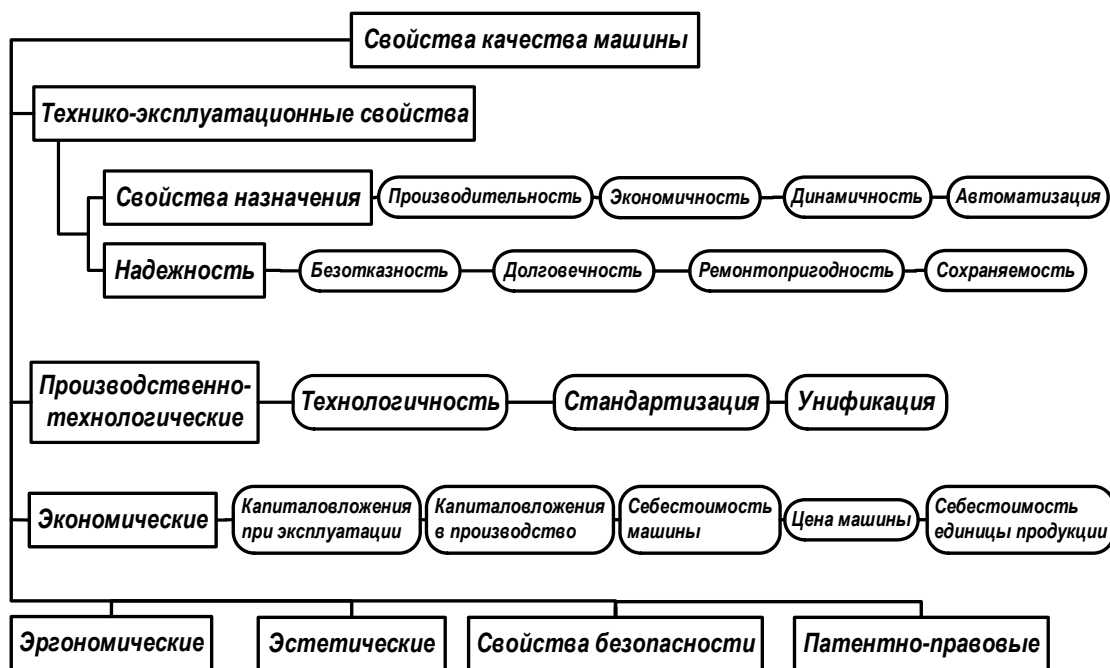 Свойства качества машины
Технико-эксплуатационные свойства
Свойства назначения
Производительность
Экономичность
Динамичность
Автоматизация
Надежность
Безотказность
Долговечность
Ремонтопригодность
Сохраняемость
Производственно-
технологические
Технологичность
Стандартизация
Унификация
Экономические
Капиталовложения
при эксплуатации
Капиталовложения
в производство
Себестоимость
машины
Цена машины
Себестоимость
единицы продукции
Эргономические
Эстетические
Свойства безопасности
Патентно-правовые